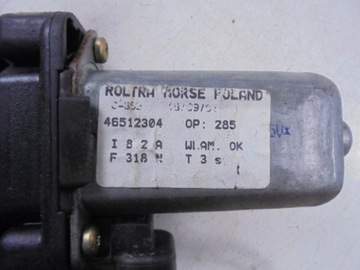 ROLTRA MORSE POLAND
46512304 OP: 285
I 8 2 A WI.AM. OK
F 318 N T 3 s